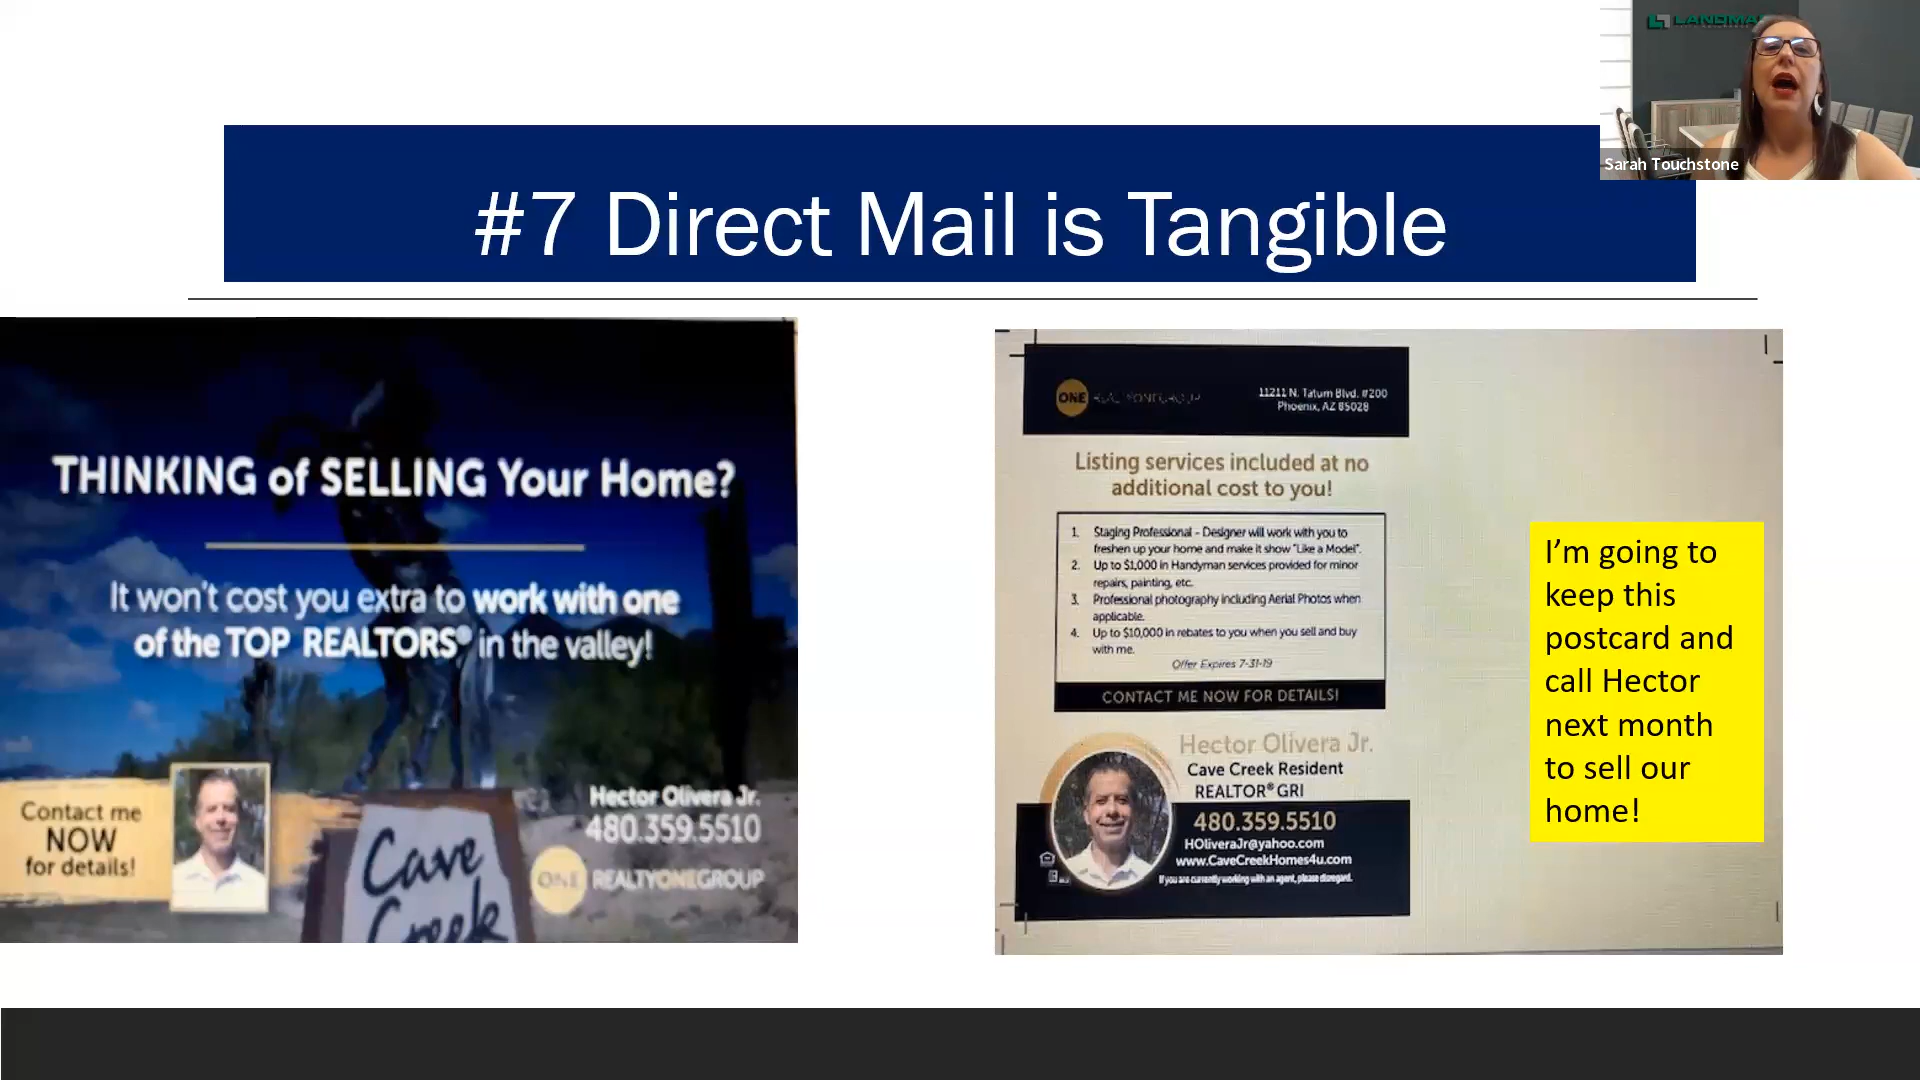 LANDMA
Sarah Touchstone
#7 Direct Mail is Tangible
THINKING of SELLING Your Home?
It won't cost you extra to work with one
of the TOP REALTORS® in the valley!
Contact me
NOW
for details!
Hector Olivera Jr.
480.359.5510
ONE REALTYONEGROUP
Cave
Creek
ONE REALTYONEGROUP
11211 N. Tatum Blvd. #200
Phoenix, AZ 85028
Listing services included at no
additional cost to you!
1. Staging Professional - Designer will work with you to
freshen up your home and make it show "Like a Model".
2. Up to $1,000 in Handyman services provided for minor
repairs, painting, etc.
3. Professional photography including Aerial Photos when
applicable.
4. Up to $10,000 in rebates to you when you sell and buy
with me.
Offer Expires 7-31-19
CONTACT ME NOW FOR DETAILS!
Hector Olivera Jr.
Cave Creek Resident
REALTOR® GRI
480.359.5510
HOliveraJr@yahoo.com
www.CaveCreekHomes4u.com
If you are currently working with an agent, please disregard.
I'm going to
keep this
postcard and
call Hector
next month
to sell our
home!